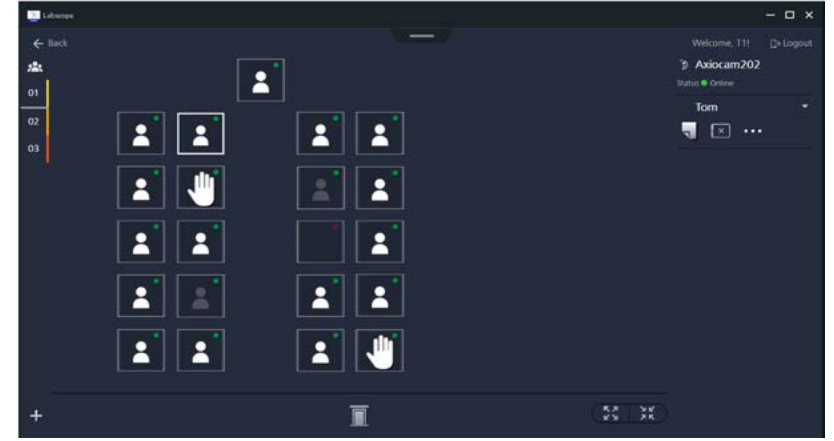 Labscope
Back
Welcome, T1!
Logout
01
02
03
Axiocam202
Status Online
Tom